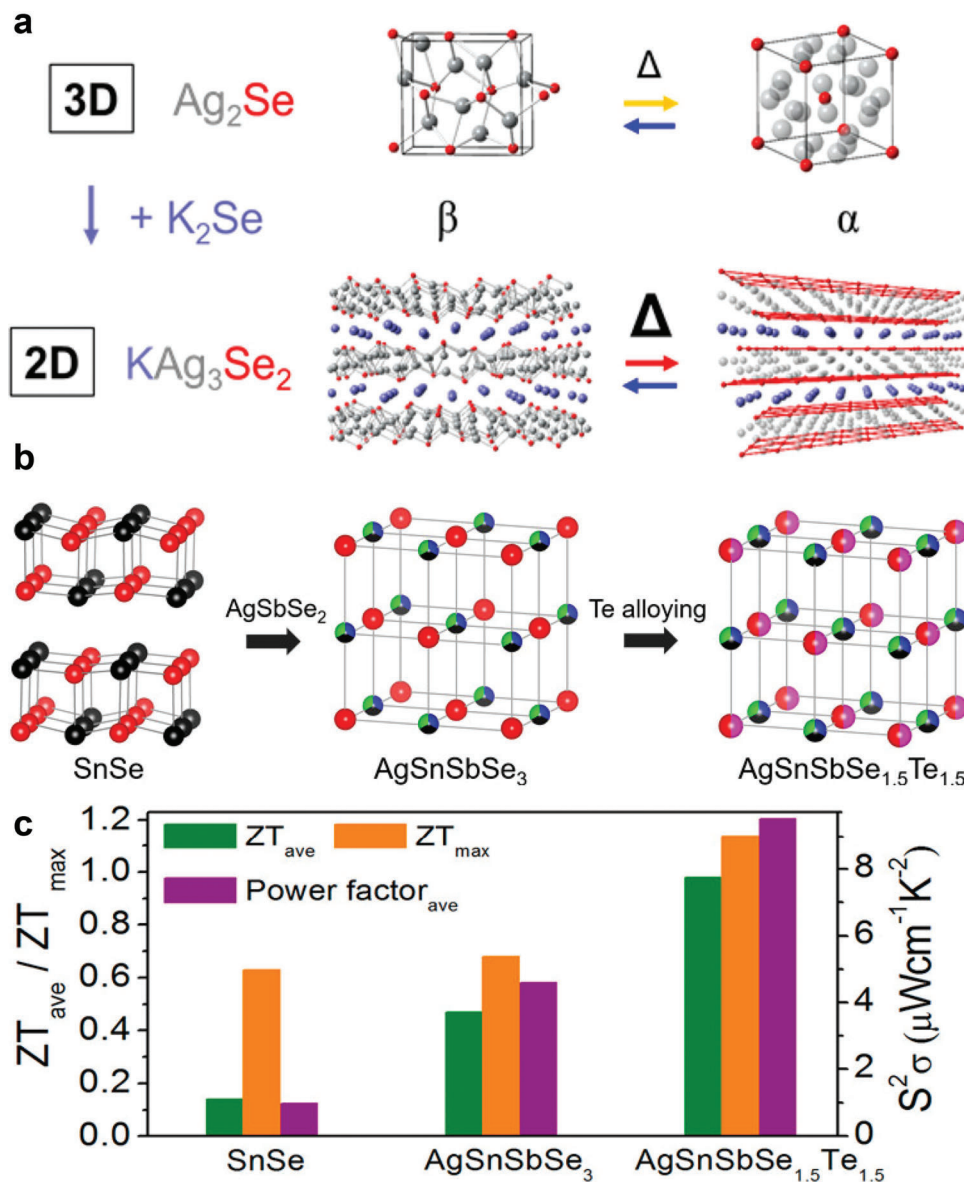 a
3D Ag₂Se Δ
+ K₂Se β α
2D KAg₃Se₂ Δ
b
AgSbSe₂ Te alloying
SnSe AgSnSbSe₃ AgSnSbSe₁.₅Te₁.₅
c
ZTave ZTmax
Power factorave
ZTave / ZTmax
1.2
1.0
0.8
0.6
0.4
0.2
0.0
8
6
4
2
0
S² σ (μWcm⁻¹K⁻²)
SnSe AgSnSbSe₃ AgSnSbSe₁.₅Te₁.₅